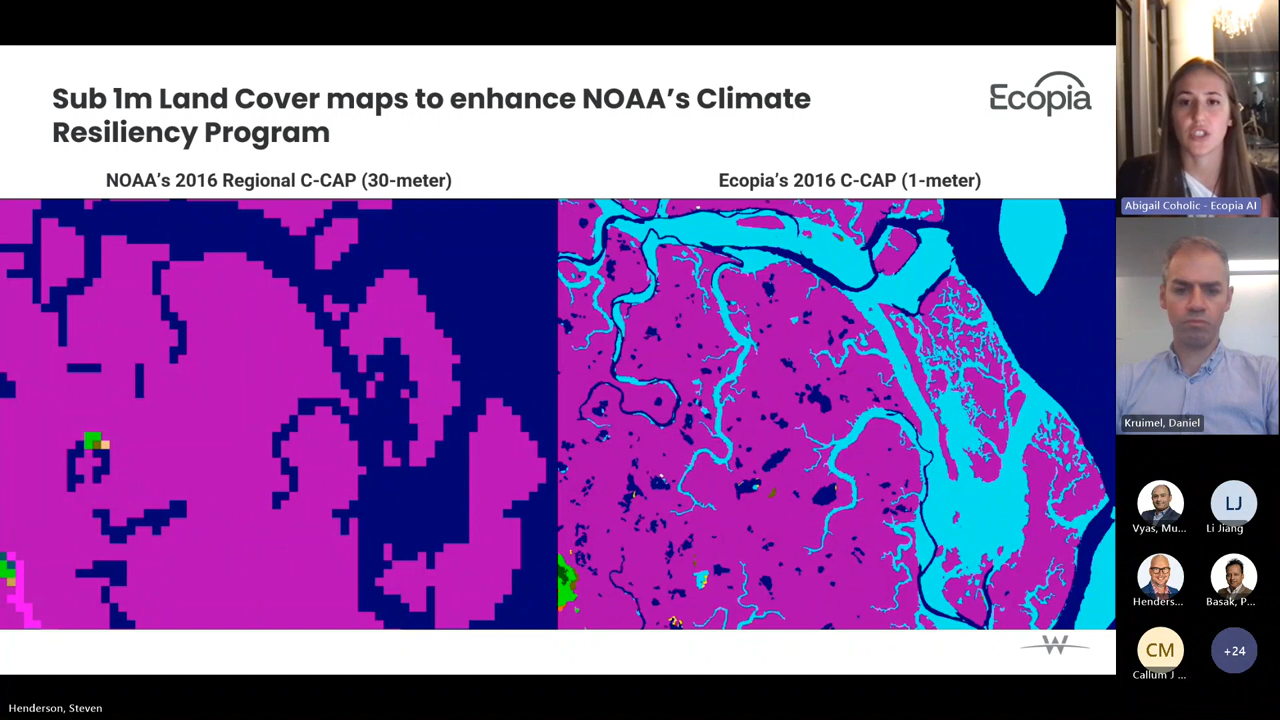 Sub 1m Land Cover maps to enhance NOAA's Climate
Resiliency Program
Ecopia
NOAA's 2016 Regional C-CAP (30-meter)
Ecopia's 2016 C-CAP (1-meter)
W
Abigail Coholic - Ecopia AI
Kruimel, Daniel
Vyas, Mu...
LJ
Li Jiang
Henders...
Basak, P...
CM
Callum J ...
+24
Henderson, Steven